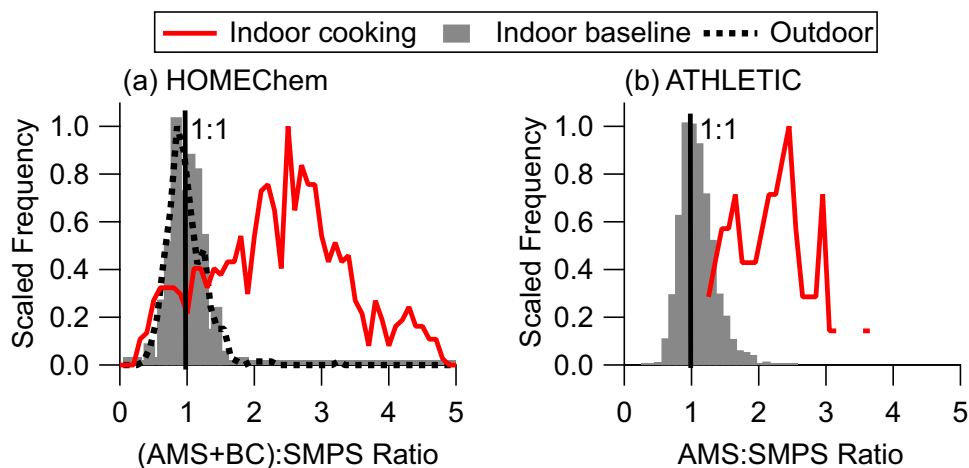 Indoor cooking Indoor baseline Outdoor
(a) HOMEChem
1:1
Scaled Frequency
1.0
0.8
0.6
0.4
0.2
0.0
0 1 2 3 4 5
(AMS+BC):SMPS Ratio
(b) ATHLETIC
1:1
Scaled Frequency
1.0
0.8
0.6
0.4
0.2
0.0
0 1 2 3 4 5
AMS:SMPS Ratio